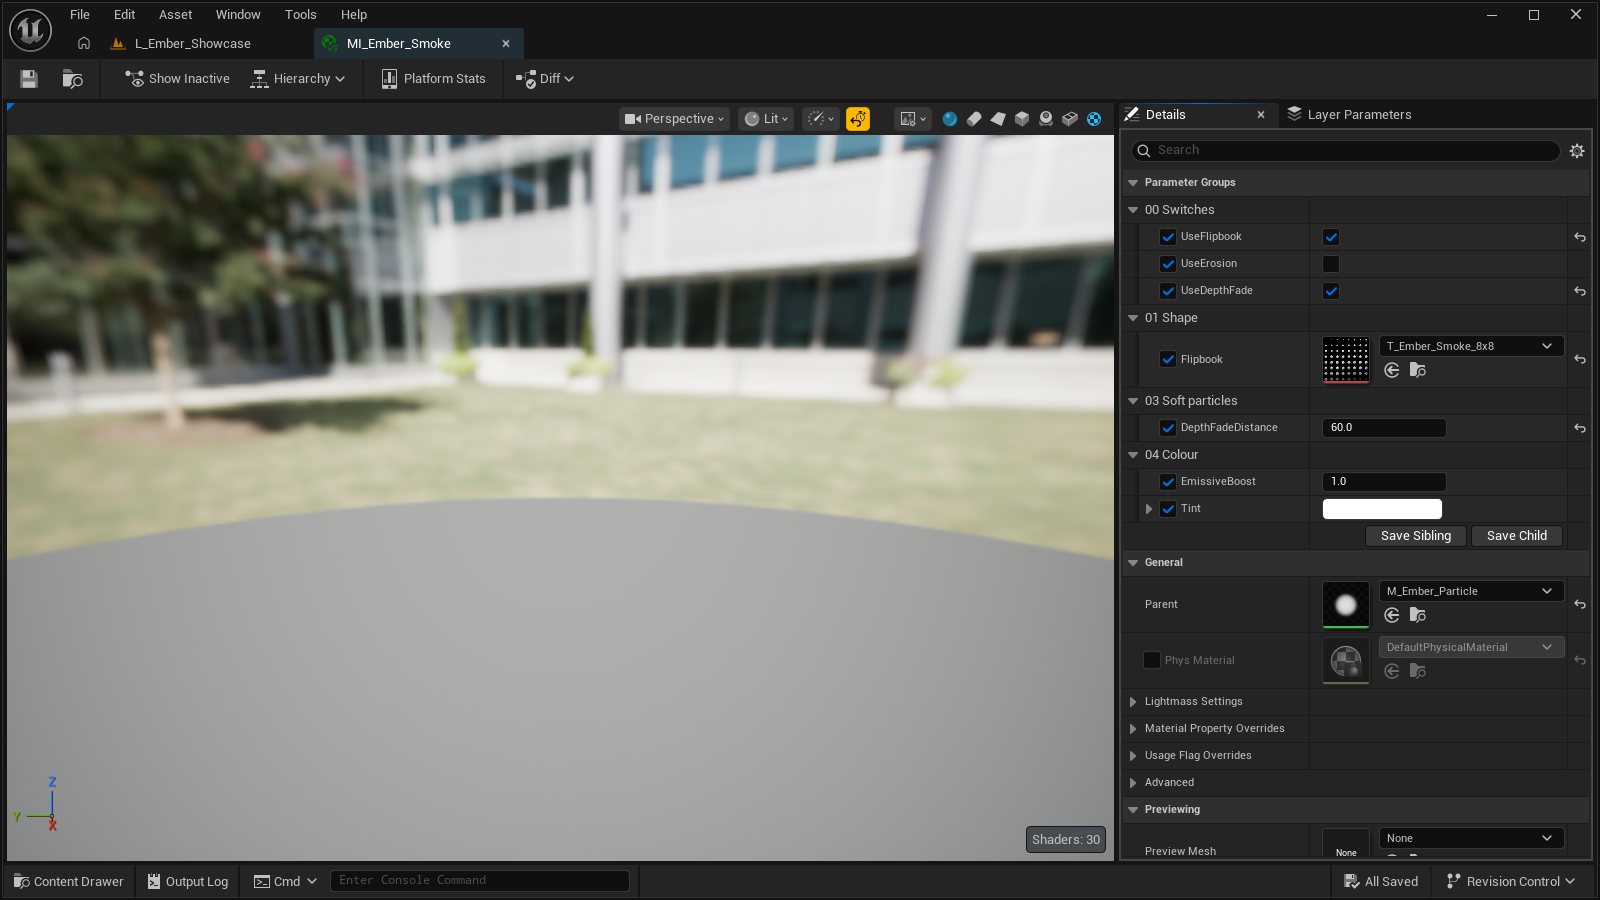 File Edit Asset Window Tools Help
L_Ember_Showcase
MI_Ember_Smoke
Show Inactive
Hierarchy
Platform Stats
Diff
Perspective
Lit
Details
Layer Parameters
Search
Parameter Groups
00 Switches
UseFlipbook
UseErosion
UseDepthFade
01 Shape
Flipbook
T_Ember_Smoke_8x8
03 Soft particles
DepthFadeDistance
60.0
04 Colour
EmissiveBoost
1.0
Tint
Save Sibling
Save Child
General
Parent
M_Ember_Particle
Phys Material
DefaultPhysicalMaterial
Lightmass Settings
Material Property Overrides
Usage Flag Overrides
Advanced
Previewing
Preview Mesh
None
None
Z
Y
X
Shaders: 30
Content Drawer
Output Log
Cmd
Enter Console Command
All Saved
Revision Control